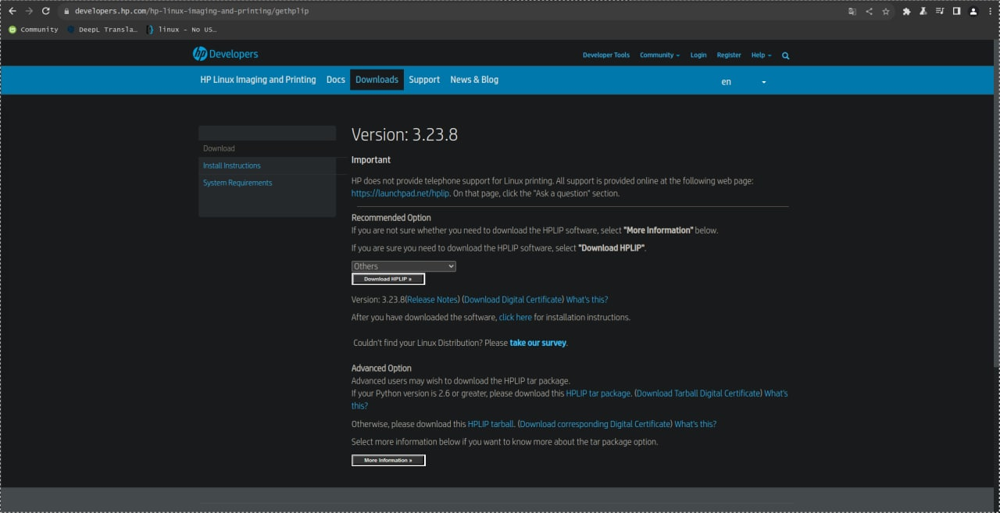 developers.hp.com/hp-linux-imaging-and-printing/gethplip
Community DeepL Transla… linux - No US…
hp Developers
Developer Tools Community Login Register Help
HP Linux Imaging and Printing Docs Downloads Support News & Blog en
Download
Install Instructions
System Requirements
Version: 3.23.8
Important
HP does not provide telephone support for Linux printing. All support is provided online at the following web page:
https://launchpad.net/hplip. On that page, click the "Ask a question" section.
Recommended Option
If you are not sure whether you need to download the HPLIP software, select "More Information" below.
If you are sure you need to download the HPLIP software, select "Download HPLIP".
Others
Download HPLIP »
Version: 3.23.8(Release Notes) (Download Digital Certificate) What's this?
After you have downloaded the software, click here for installation instructions.
Couldn't find your Linux Distribution? Please take our survey.
Advanced Option
Advanced users may wish to download the HPLIP tar package.
If your Python version is 2.6 or greater, please download this HPLIP tar package. (Download Tarball Digital Certificate) What's
this?
Otherwise, please download this HPLIP tarball. (Download corresponding Digital Certificate) What's this?
Select more information below if you want to know more about the tar package option.
More Information »